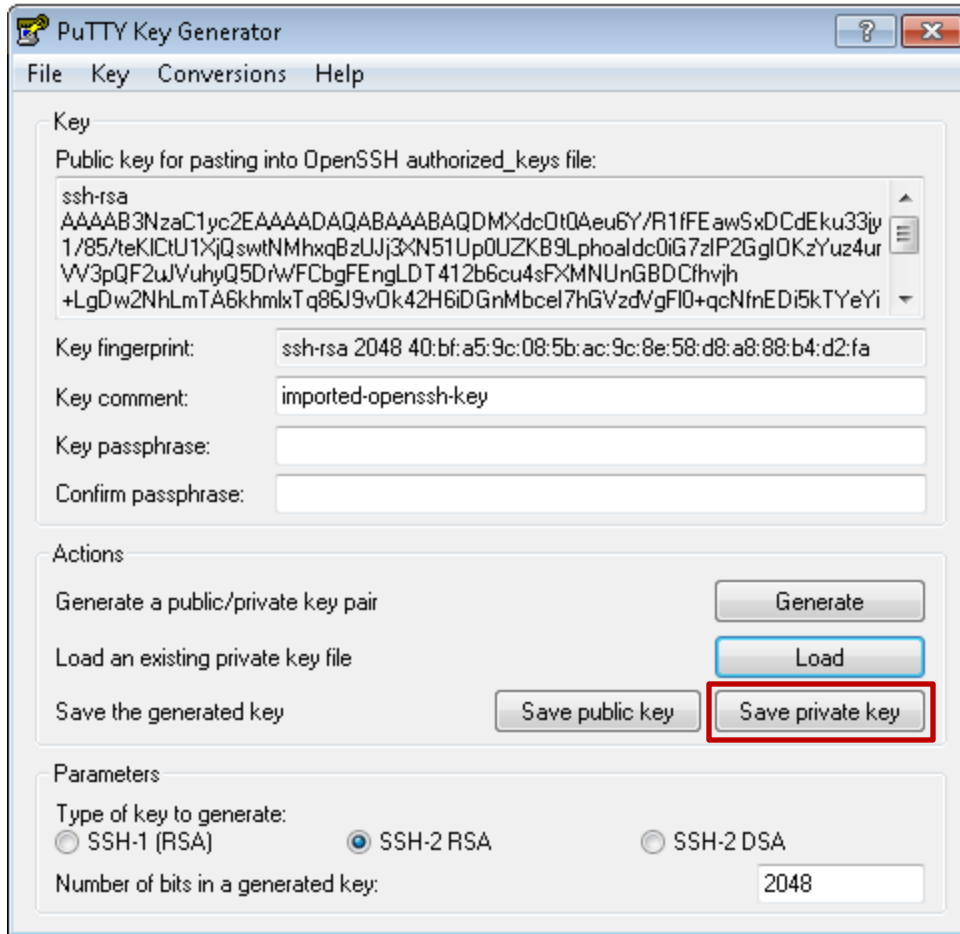 PuTTY Key Generator
File Key Conversions Help
Key
Public key for pasting into OpenSSH authorized_keys file:
ssh-rsa
AAAAB3NzaC1yc2EAAAADAQABAAABAQDMXdcOt0Aeu6Y/R1fFEawSxDCdEku33jy
1/85/teKlCtU1XjQswtNMhxqBzUJj3XN51Up0UZKB9Lphoaldc0iG7zlP2GglOKzYuz4ur
VV3pQF2uJVuhyQ5DrWFCbgFEngLDT412b6cu4sFXMNUnGBDCfhvjh
+LgDw2NhLmTA6khmlxTq86J9vOk42H6iDGnMbceI7hGVzdVgFl0+qcNfnEDi5kTYeYi
Key fingerprint: ssh-rsa 2048 40:bf:a5:9c:08:5b:ac:9c:8e:58:d8:a8:88:b4:d2:fa
Key comment: imported-openssh-key
Key passphrase:
Confirm passphrase:
Actions
Generate a public/private key pair Generate
Load an existing private key file Load
Save the generated key Save public key Save private key
Parameters
Type of key to generate:
SSH-1 (RSA) SSH-2 RSA SSH-2 DSA
Number of bits in a generated key: 2048